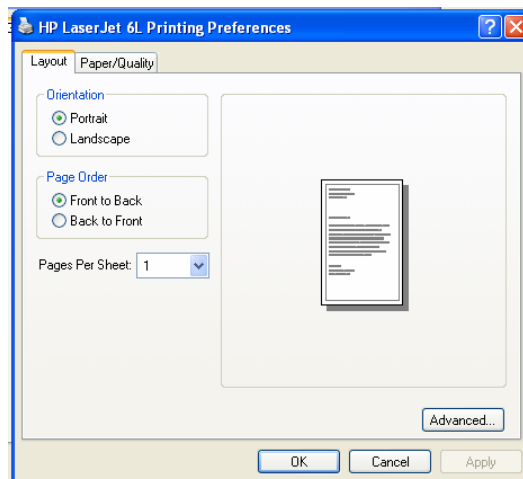 HP LaserJet 6L Printing Preferences
Layout Paper/Quality
Orientation
Portrait
Landscape
Page Order
Front to Back
Back to Front
Pages Per Sheet: 1
Advanced...
OK Cancel Apply